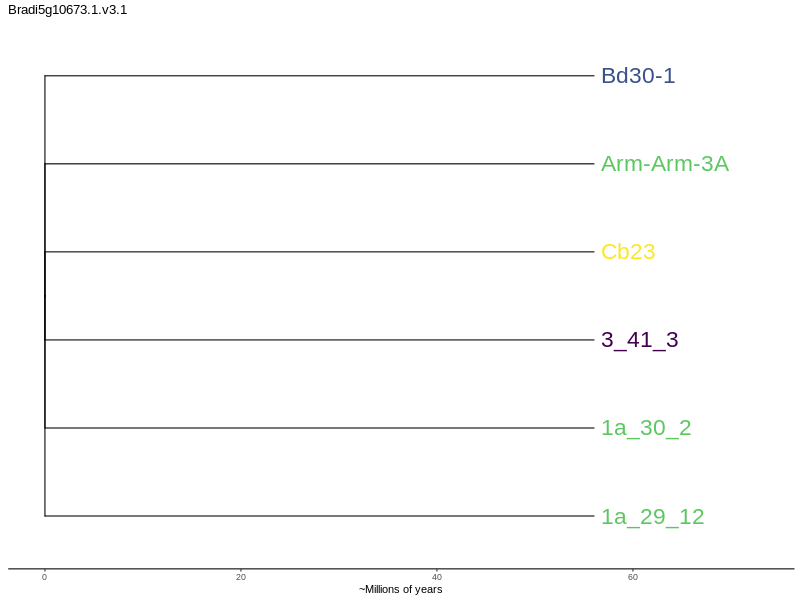 Bradi5g10673.1.v3.1
Bd30-1
Arm-Arm-3A
Cb23
3_41_3
1a_30_2
1a_29_12
0 20 40 60
~Millions of years